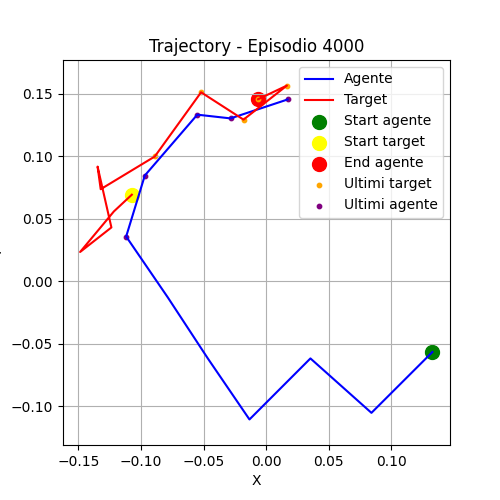 Trajectory - Episodio 4000
Agente
Target
Start agente
Start target
End agente
Ultimi target
Ultimi agente
0.15
0.10
0.05
0.00
−0.05
−0.10
−0.15
−0.10
−0.05
0.00
0.05
0.10
X